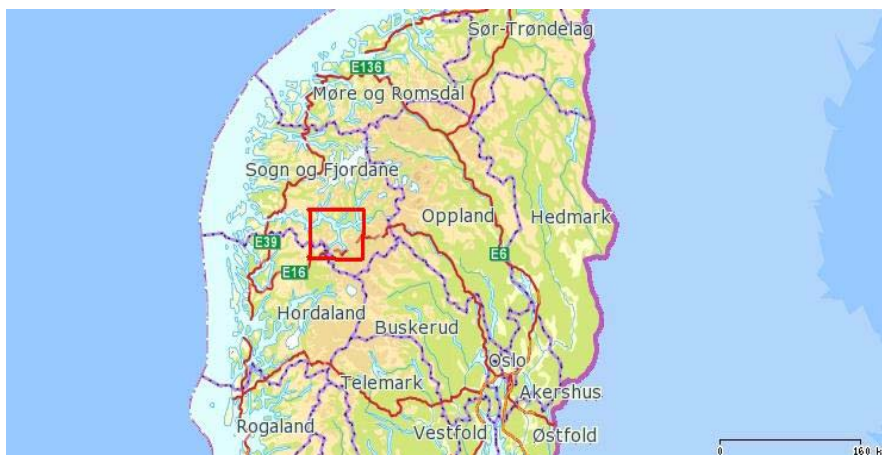 Sør-Trøndelag
E136
Møre og Romsdal
Sogn og Fjordane
Oppland
Hedmark
E39
E6
E16
Hordaland
Buskerud
Oslo
Telemark
Akershus
Rogaland
Vestfold
Østfold
0 160 k